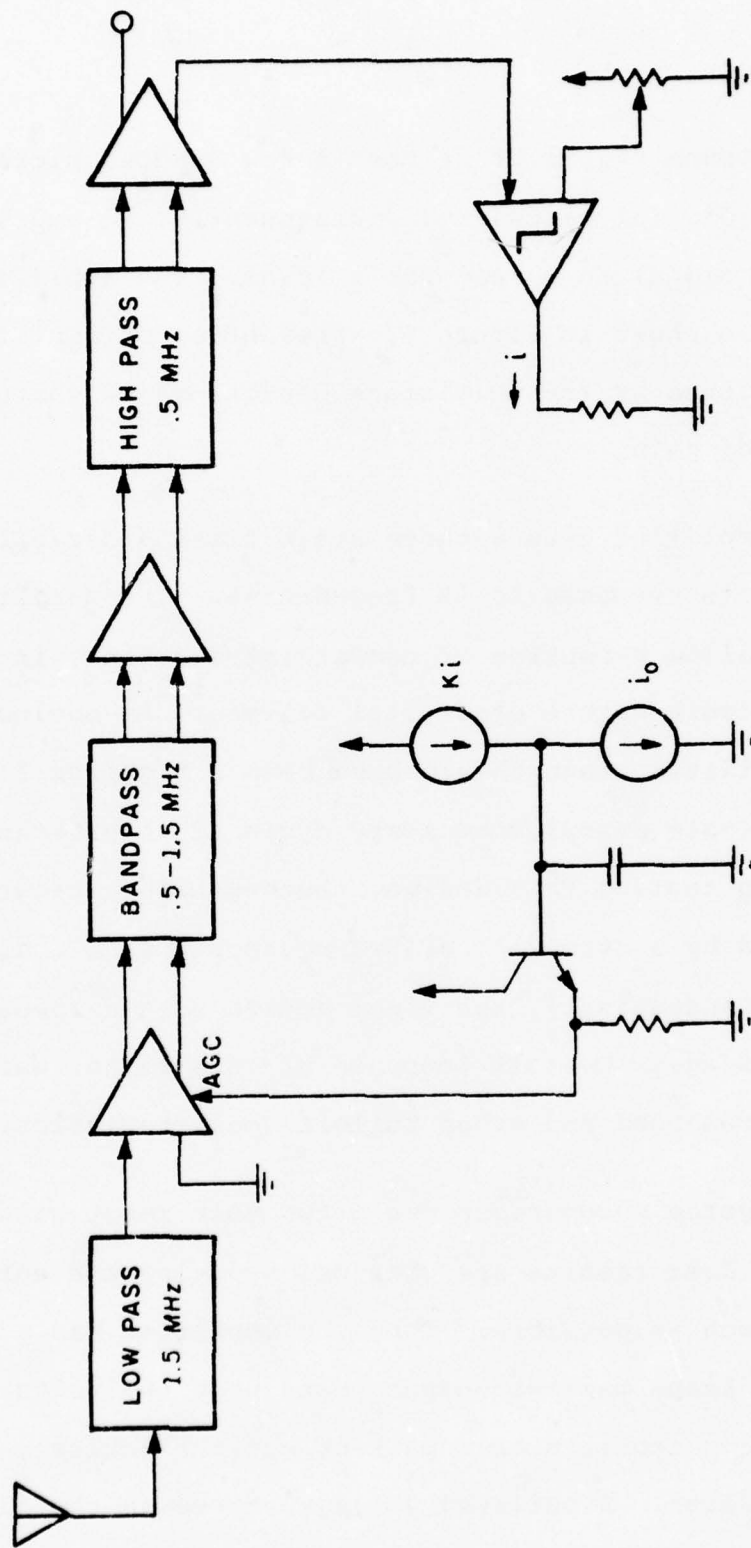 LOW PASS
1.5 MHz
AGC
BANDPASS
.5-1.5 MHz
HIGH PASS
.5 MHz
Ki
i₀
i